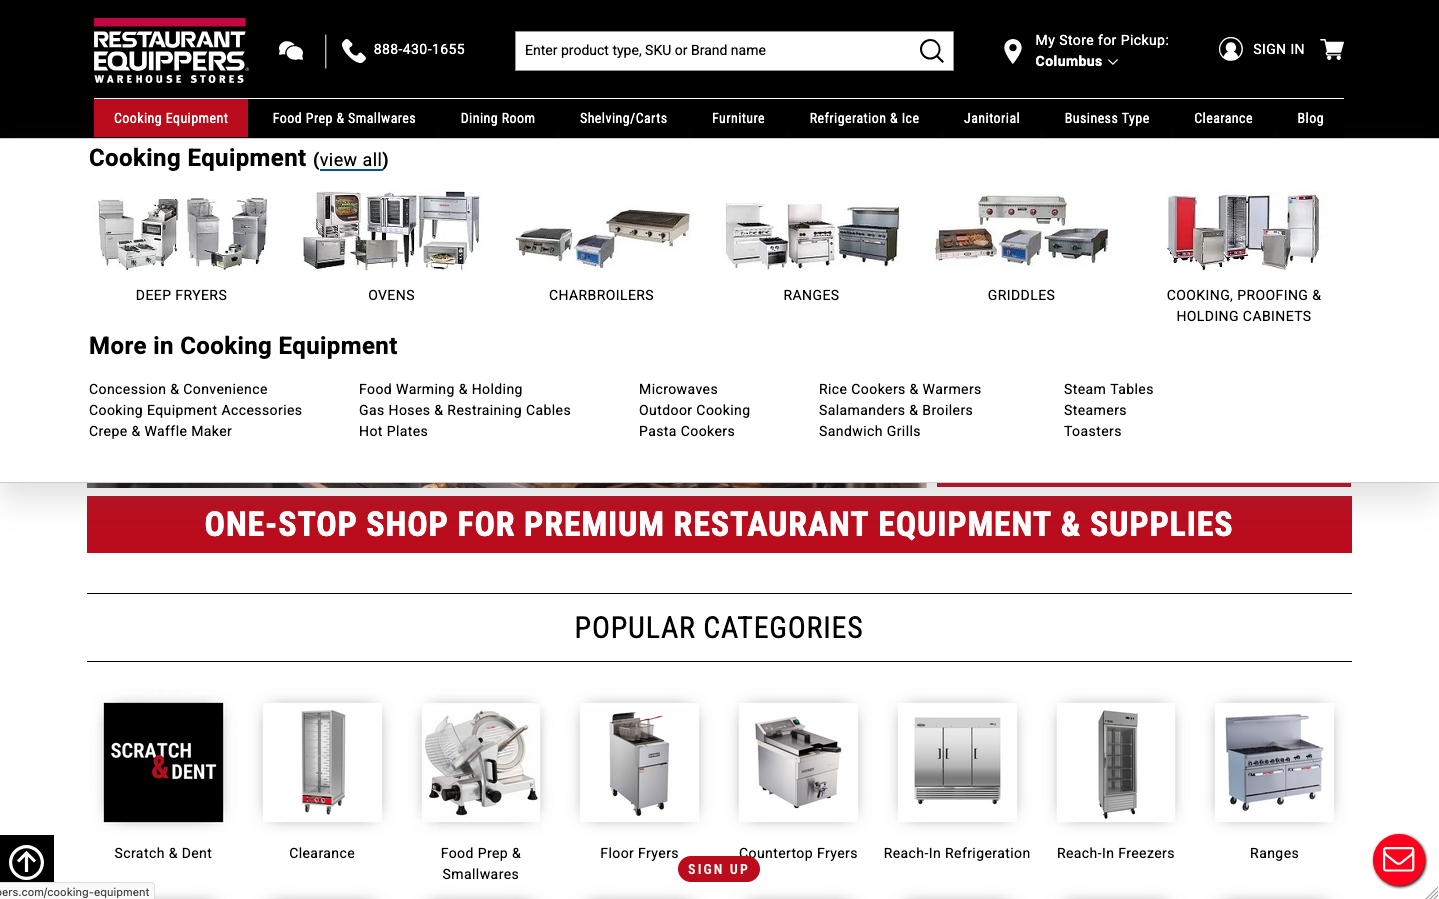 RESTAURANT
EQUIPPERS
WAREHOUSE STORES
888-430-1655
Enter product type, SKU or Brand name
My Store for Pickup:
Columbus
SIGN IN
Cooking Equipment
Food Prep & Smallwares
Dining Room
Shelving/Carts
Furniture
Refrigeration & Ice
Janitorial
Business Type
Clearance
Blog
Cooking Equipment (view all)
DEEP FRYERS
OVENS
CHARBROILERS
RANGES
GRIDDLES
COOKING, PROOFING &
HOLDING CABINETS
More in Cooking Equipment
Concession & Convenience
Cooking Equipment Accessories
Crepe & Waffle Maker
Food Warming & Holding
Gas Hoses & Restraining Cables
Hot Plates
Microwaves
Outdoor Cooking
Pasta Cookers
Rice Cookers & Warmers
Salamanders & Broilers
Sandwich Grills
Steam Tables
Steamers
Toasters
ONE-STOP SHOP FOR PREMIUM RESTAURANT EQUIPMENT & SUPPLIES
POPULAR CATEGORIES
SCRATCH
& DENT
Scratch & Dent
Clearance
Food Prep &
Smallwares
Floor Fryers
Countertop Fryers
Reach-In Refrigeration
Reach-In Freezers
Ranges
SIGN UP
pers.com/cooking-equipment